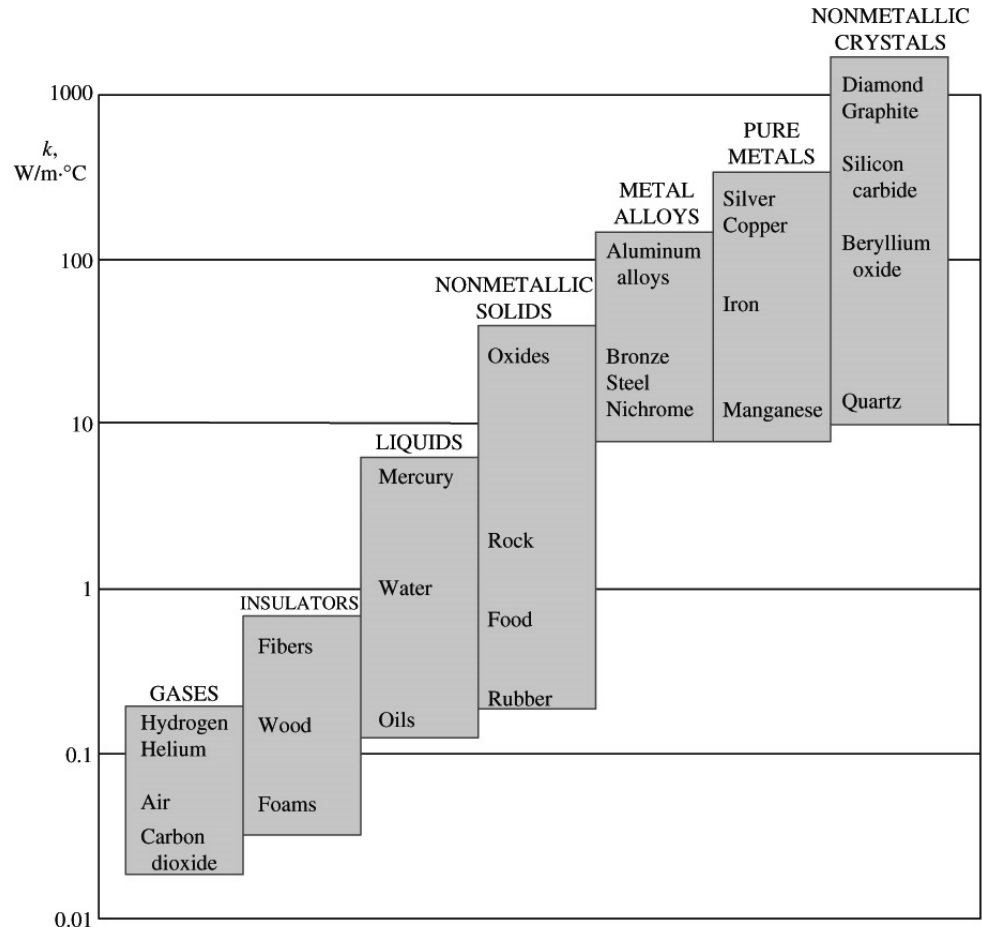 NONMETALLIC
CRYSTALS
1000
Diamond
Graphite
k,
W/m·°C
PURE
METALS
Silicon
carbide
METAL
ALLOYS
Silver
Copper
Aluminum
alloys
Beryllium
oxide
100
NONMETALLIC
SOLIDS
Iron
Oxides
Bronze
Steel
Nichrome
Manganese
Quartz
10
LIQUIDS
Mercury
Rock
1
Water
INSULATORS
Food
Fibers
GASES
Rubber
Hydrogen
Helium
Wood
Oils
0.1
Air
Foams
Carbon
dioxide
0.01